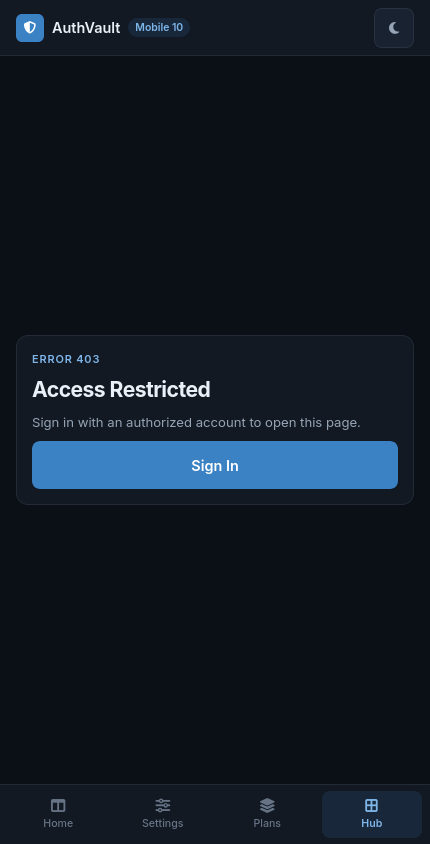 AuthVault Mobile 10
ERROR 403
Access Restricted
Sign in with an authorized account to open this page.
Sign In
Home Settings Plans Hub